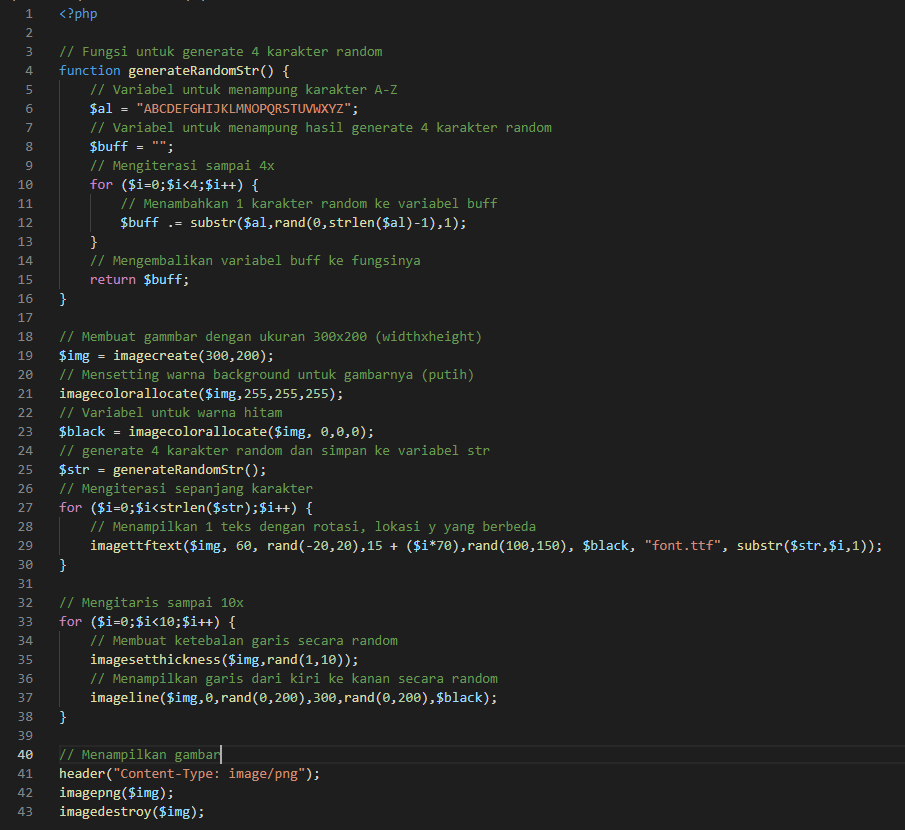 1 <?php
2
3 // Fungsi untuk generate 4 karakter random
4 function generateRandomStr() {
5     // Variabel untuk menampung karakter A-Z
6     $al = "ABCDEFGHIJKLMNOPQRSTUVWXYZ";
7     // Variabel untuk menampung hasil generate 4 karakter random
8     $buff = "";
9     // Mengiterasi sampai 4x
10     for ($i=0;$i<4;$i++) {
11         // Menambahkan 1 karakter random ke variabel buff
12         $buff .= substr($al,rand(0,strlen($al)-1),1);
13     }
14     // Mengembalikan variabel buff ke fungsinya
15     return $buff;
16 }
17
18 // Membuat gammbar dengan ukuran 300x200 (widthxheight)
19 $img = imagecreate(300,200);
20 // Mensetting warna background untuk gambarnya (putih)
21 imagecolorallocate($img,255,255,255);
22 // Variabel untuk warna hitam
23 $black = imagecolorallocate($img, 0,0,0);
24 // generate 4 karakter random dan simpan ke variabel str
25 $str = generateRandomStr();
26 // Mengiterasi sepanjang karakter
27 for ($i=0;$i<strlen($str);$i++) {
28     // Menampilkan 1 teks dengan rotasi, lokasi y yang berbeda
29     imagettftext($img, 60, rand(-20,20),15 + ($i*70),rand(100,150), $black, "font.ttf", substr($str,$i,1));
30 }
31
32 // Mengitaris sampai 10x
33 for ($i=0;$i<10;$i++) {
34     // Membuat ketebalan garis secara random
35     imagesetthickness($img,rand(1,10));
36     // Menampilkan garis dari kiri ke kanan secara random
37     imageline($img,0,rand(0,200),300,rand(0,200),$black);
38 }
39
40 // Menampilkan gambar
41 header("Content-Type: image/png");
42 imagepng($img);
43 imagedestroy($img);